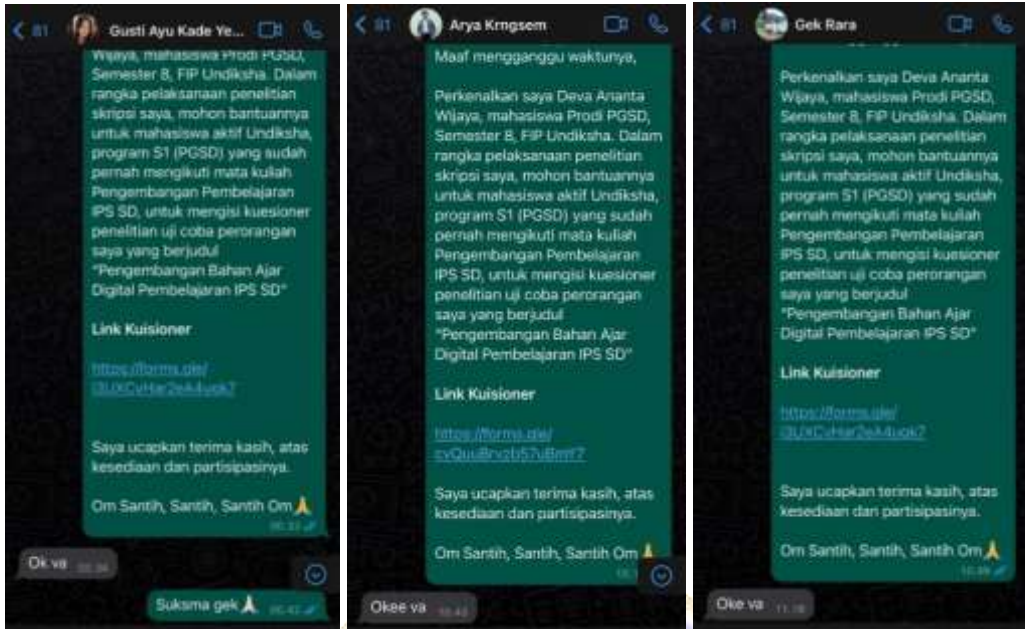 81
Gusti Ayu Kade Ye...
Wijaya, mahasiswa Prodi PGSD,
Semester 8, FIP Undiksha. Dalam
rangka pelaksanaan penelitian
skripsi saya, mohon bantuannya
untuk mahasiswa aktif Undiksha,
program S1 (PGSD) yang sudah
pernah mengikuti mata kuliah
Pengembangan Pembelajaran
IPS SD, untuk mengisi kuesioner
penelitian uji coba perorangan
saya yang berjudul
"Pengembangan Bahan Ajar
Digital Pembelajaran IPS SD"
Link Kuisioner
https://forms.gle/
Saya ucapkan terima kasih, atas
kesediaan dan partisipasinya.
Om Santih, Santih, Santih Om🙏
Ok va
Suksma gek🙏
81
Arya Krngsem
Maaf mengganggu waktunya,
Perkenalkan saya Deva Ananta
Wijaya, mahasiswa Prodi PGSD,
Semester 8, FIP Undiksha. Dalam
rangka pelaksanaan penelitian
skripsi saya, mohon bantuannya
untuk mahasiswa aktif Undiksha,
program S1 (PGSD) yang sudah
pernah mengikuti mata kuliah
Pengembangan Pembelajaran
IPS SD, untuk mengisi kuesioner
penelitian uji coba perorangan
saya yang berjudul
"Pengembangan Bahan Ajar
Digital Pembelajaran IPS SD"
Link Kuisioner
https://forms.gle/
Saya ucapkan terima kasih, atas
kesediaan dan partisipasinya.
Om Santih, Santih, Santih Om🙏
Okee va
81
Gek Rara
Perkenalkan saya Deva Ananta
Wijaya, mahasiswa Prodi PGSD,
Semester 8, FIP Undiksha. Dalam
rangka pelaksanaan penelitian
skripsi saya, mohon bantuannya
untuk mahasiswa aktif Undiksha,
program S1 (PGSD) yang sudah
pernah mengikuti mata kuliah
Pengembangan Pembelajaran
IPS SD, untuk mengisi kuesioner
penelitian uji coba perorangan
saya yang berjudul
"Pengembangan Bahan Ajar
Digital Pembelajaran IPS SD"
Link Kuisioner
https://forms.gle/
Saya ucapkan terima kasih, atas
kesediaan dan partisipasinya.
Om Santih, Santih, Santih Om🙏
Oke va